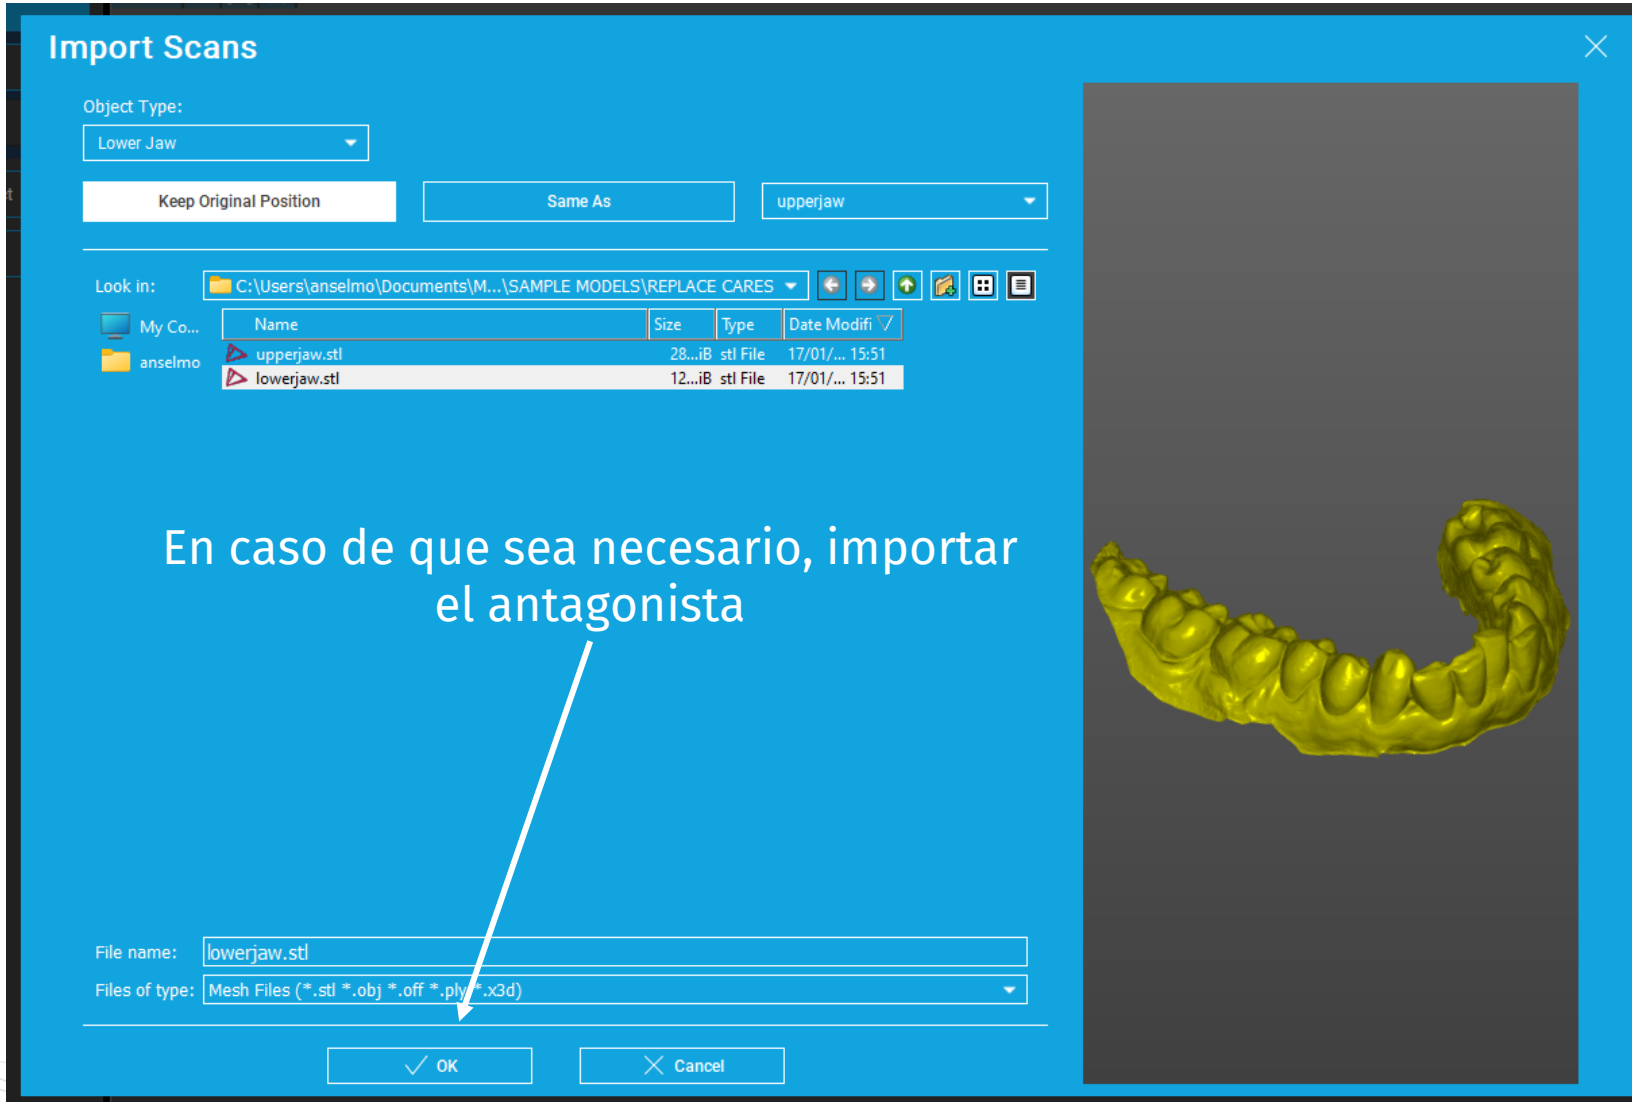 Import Scans
Object Type:
Lower Jaw
Keep Original Position
Same As
upperjaw
Look in:
C:\Users\anselmo\Documents\M...\SAMPLE MODELS\REPLACE CARES
My Co...
anselmo
Name Size Type Date Modifi
upperjaw.stl 28...iB stl File 17/01/... 15:51
lowerjaw.stl 12...iB stl File 17/01/... 15:51
En caso de que sea necesario, importar
el antagonista
File name: lowerjaw.stl
Files of type: Mesh Files (*.stl *.obj *.off *.ply *.x3d)
OK
Cancel